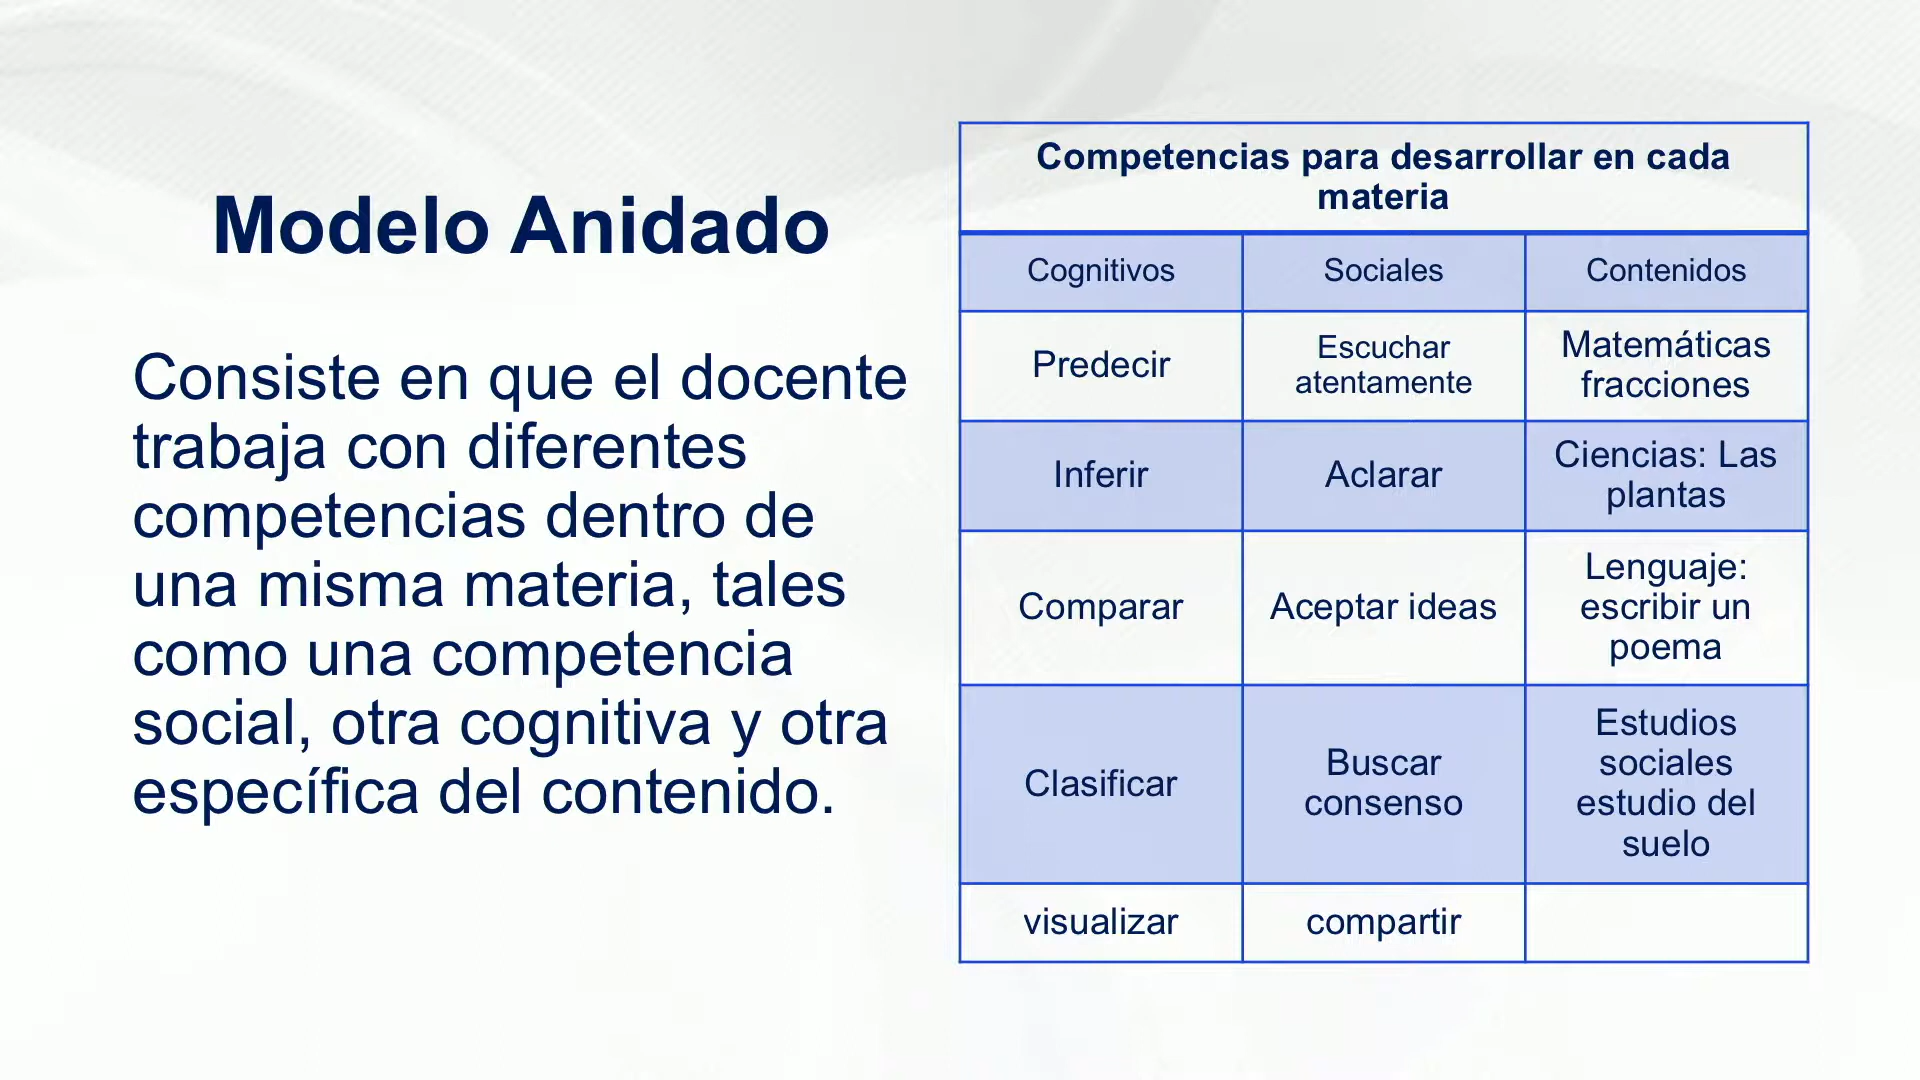 Modelo Anidado
Consiste en que el docente
trabaja con diferentes
competencias dentro de
una misma materia, tales
como una competencia
social, otra cognitiva y otra
específica del contenido.
Competencias para desarrollar en cada
materia
Cognitivos
Sociales
Contenidos
Predecir
Escuchar
atentamente
Matemáticas
fracciones
Inferir
Aclarar
Ciencias: Las
plantas
Comparar
Aceptar ideas
Lenguaje:
escribir un
poema
Clasificar
Buscar
consenso
Estudios
sociales
estudio del
suelo
visualizar
compartir